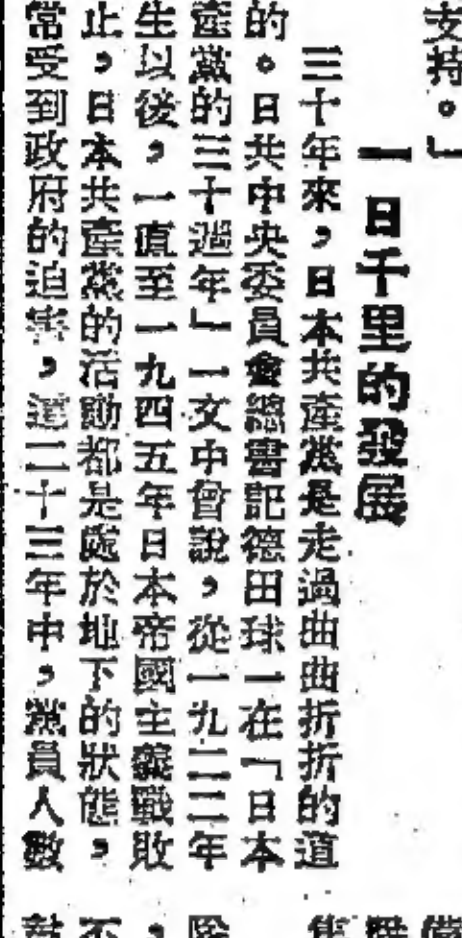 支持。」
一日千里的發展
三十年來，日本共產黨是走過曲曲折折的道
的。日共中央委員會總書記德田球一在「日本
產黨的三十週年」一文中曾說，從一九二二年
生以後，一直至一九四五年日本帝國主義戰敗
止，日本共產黨的活動都是處於地下的狀態，
常受到政府的迫害，這二十三年中，黨員人數